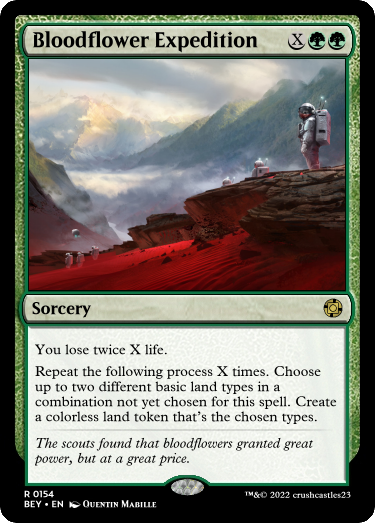 Bloodflower Expedition X
Sorcery
You lose twice X life.
Repeat the following process X times. Choose
up to two different basic land types in a
combination not yet chosen for this spell. Create
a colorless land token that's the chosen types.
The scouts found that bloodflowers granted great
power, but at a great price.
R 0154
BEY • EN Quentin Mabille
™&© 2022 crushcastles23